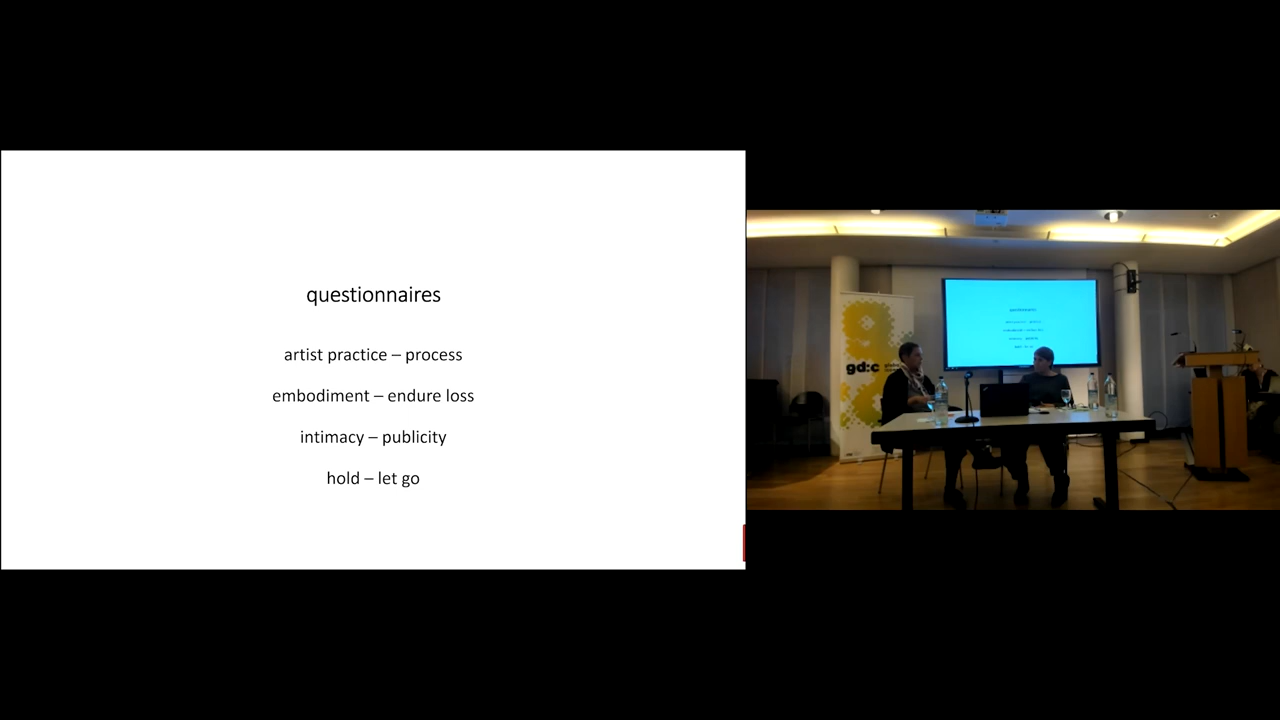 questionnaires
artist practice – process
embodiment – endure loss
intimacy – publicity
hold – let go
gd:c